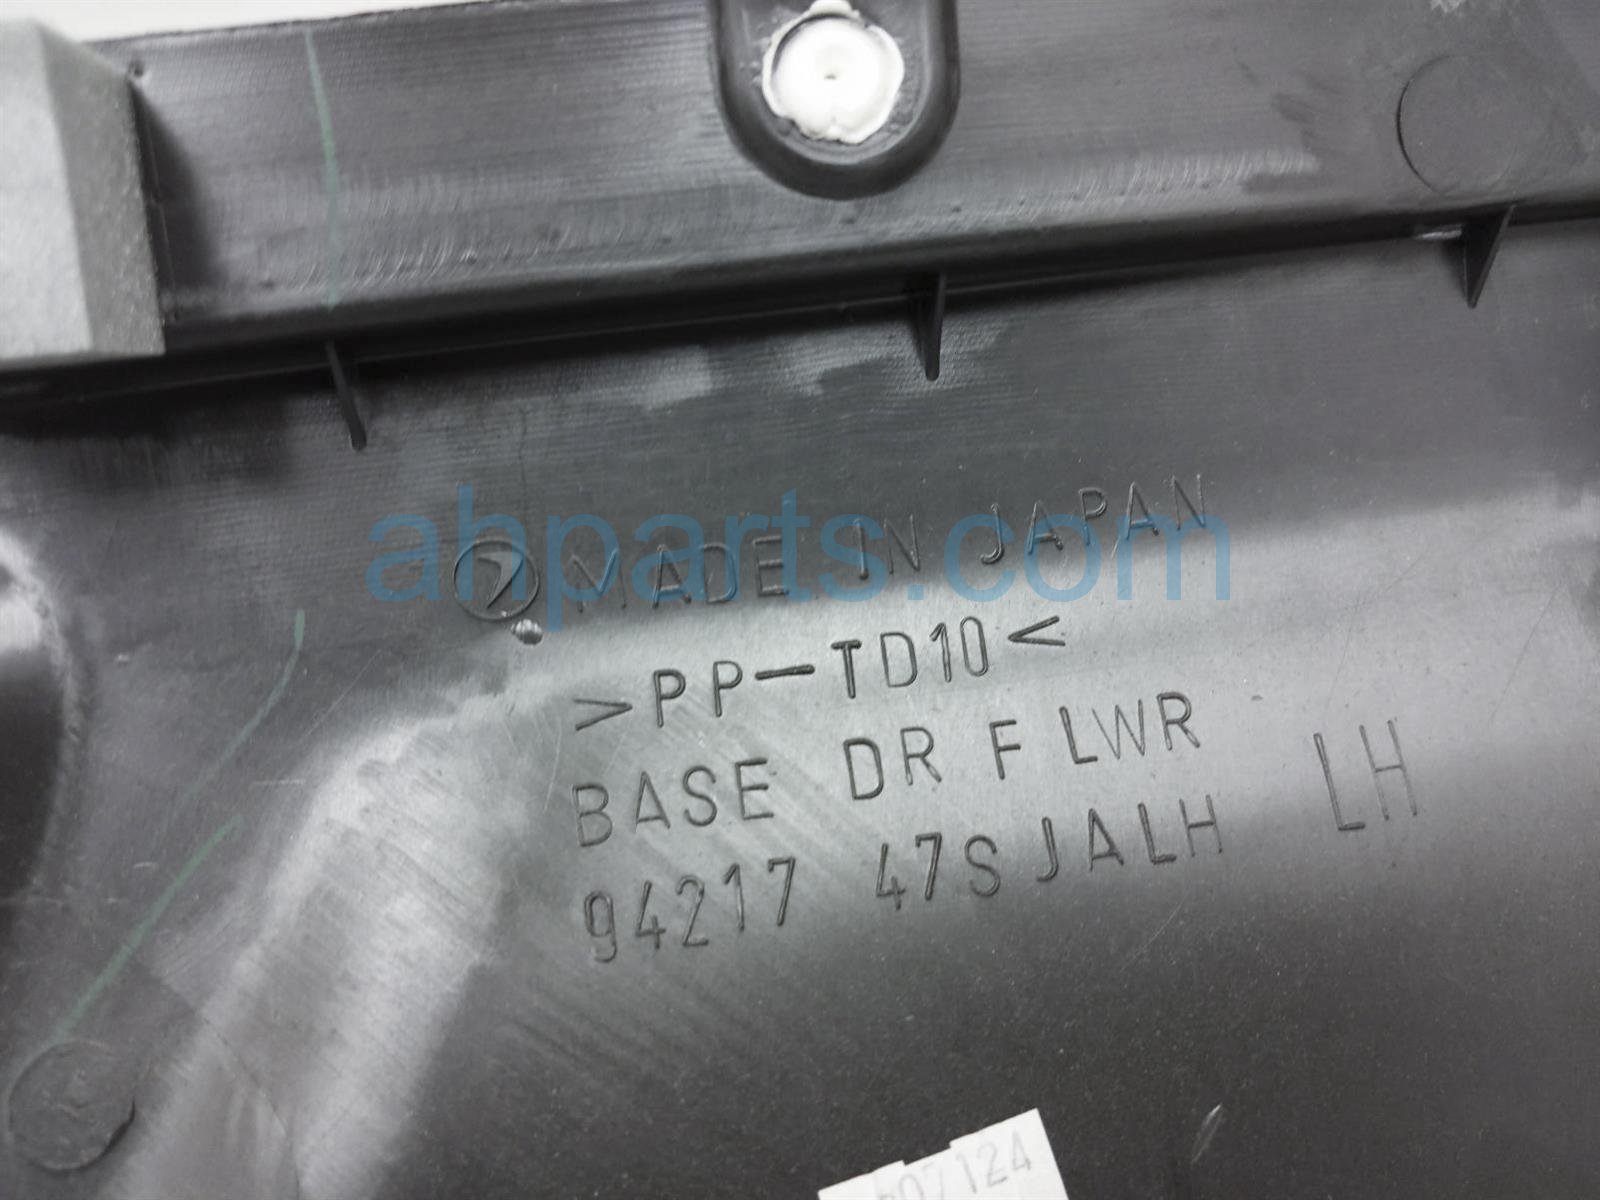 ahparts.com
MADE IN JAPAN
>PP-TD10<
BASE DR F LWR
94217 47SJALH LH